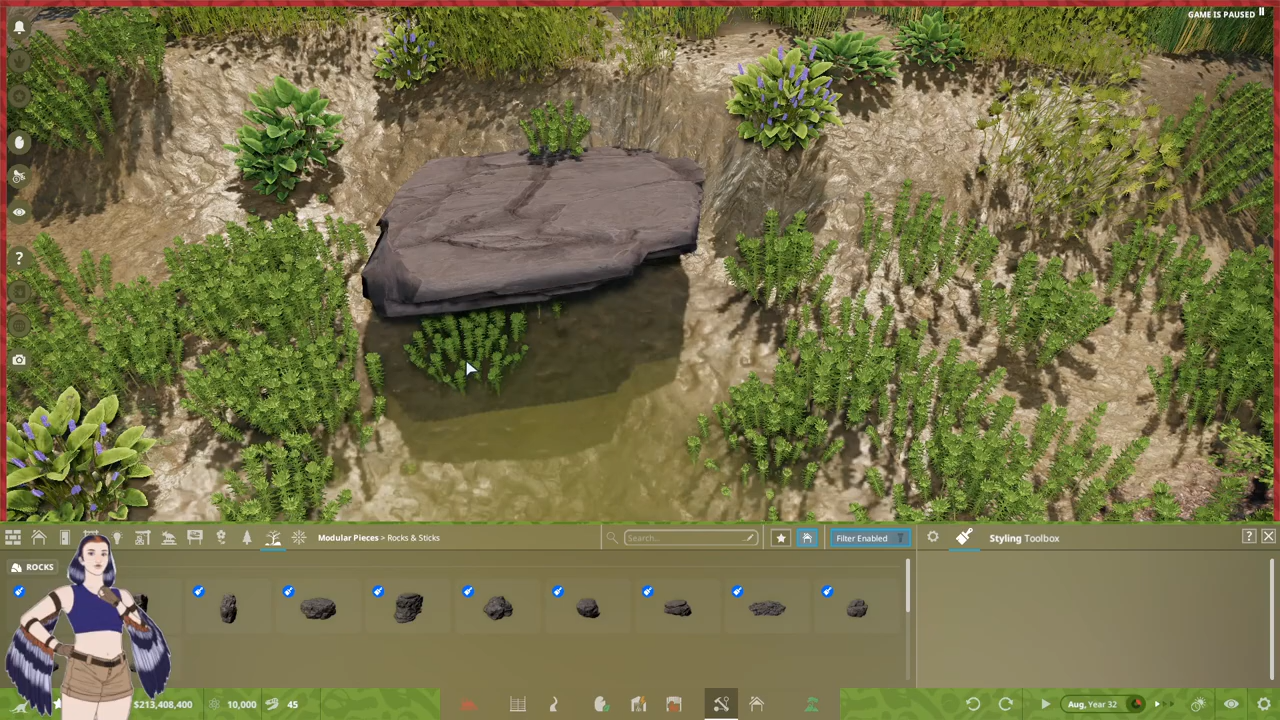 GAME IS PAUSED
Modular Pieces > Rocks & Sticks
Search...
Filter Enabled
Styling Toolbox
?
?
ROCKS
$213,408,400
10,000
45
Aug, Year 32